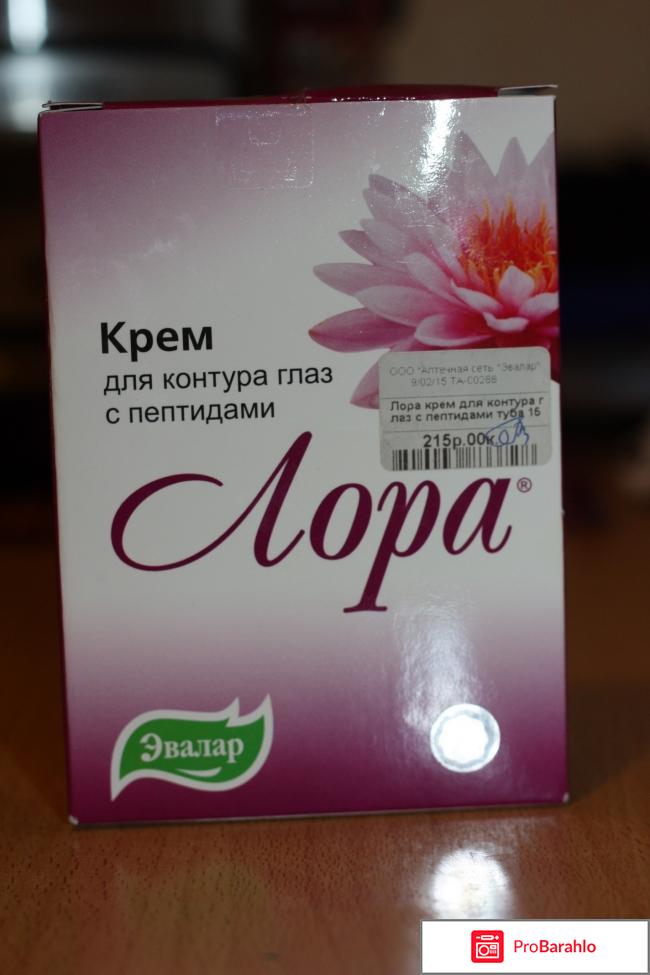 Крем
для контура глаз
с пептидами
ООО "Аптечная сеть "Эвалар"
9/02/15 ТА-00288
Лора крем для контура г
лаз с пептидами туба 15
215р.00к.
Лора®
Эвалар
ProBarahlo